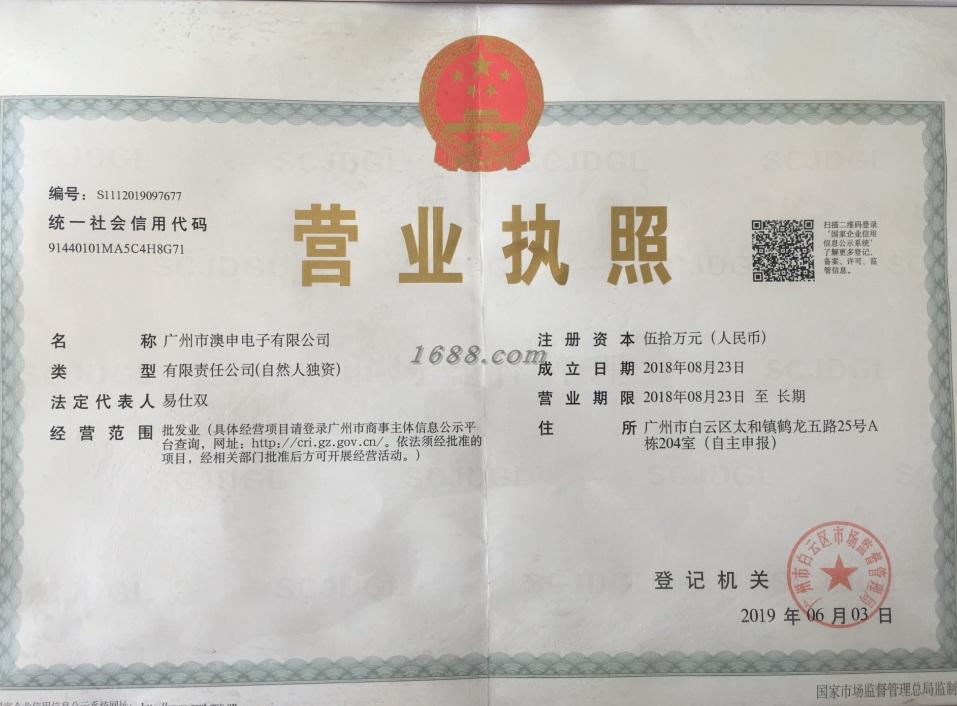 编号：S1112019097677
统一社会信用代码
91440101MA5C4H8G71
营业执照
扫描二维码登录
‘国家企业信用
信息公示系统’
了解更多登记、
备案、许可、监
管信息。
名称 广州市澳申电子有限公司
类型 有限责任公司(自然人独资)
法定代表人 易仕双
经营范围 批发业（具体经营项目请登录广州市商事主体信息公示平
台查询，网址：http://cri.gz.gov.cn/。依法须经批准的
项目，经相关部门批准后方可开展经营活动。）
1688.com
注册资本 伍拾万元（人民币）
成立日期 2018年08月23日
营业期限 2018年08月23日 至 长期
住所 广州市白云区太和镇鹤龙五路25号A
栋204室（自主申报）
登记机关
广州市白云区市场监督管理局
2019 年 06 月 03 日
国家市场监督管理总局监制
SCJDGL